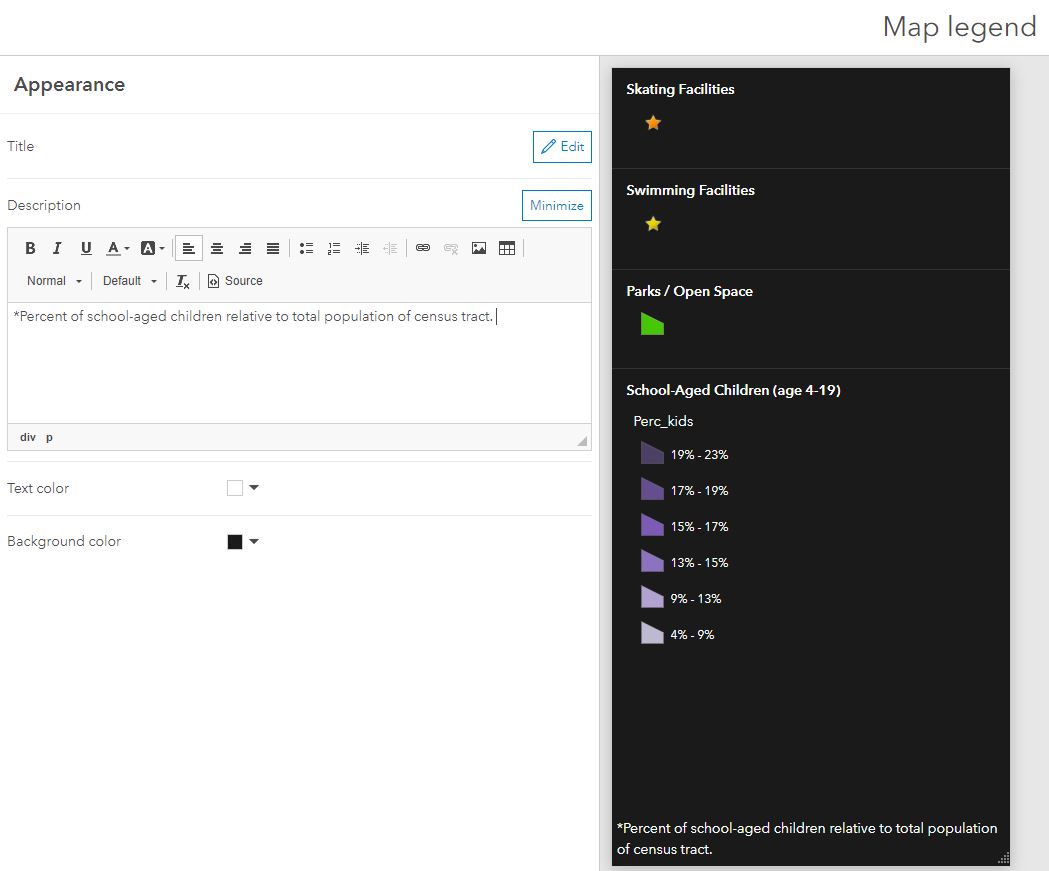 Map legend
Appearance
Title
Edit
Description
Minimize
B I U A A
Normal Default Tx Source
*Percent of school-aged children relative to total population of census tract.
div p
Text color
Background color
Skating Facilities
Swimming Facilities
Parks / Open Space
School-Aged Children (age 4-19)
Perc_kids
19% - 23%
17% - 19%
15% - 17%
13% - 15%
9% - 13%
4% - 9%
*Percent of school-aged children relative to total population
of census tract.